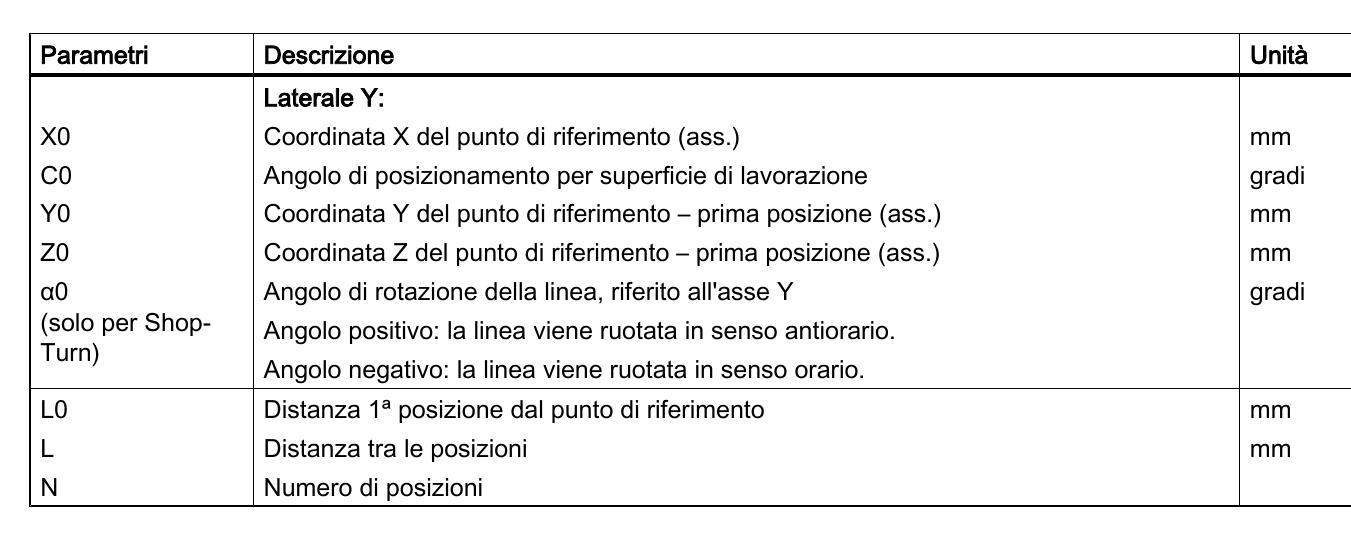 Parametri Descrizione Unità
Laterale Y:
X0 Coordinata X del punto di riferimento (ass.) mm
C0 Angolo di posizionamento per superficie di lavorazione gradi
Y0 Coordinata Y del punto di riferimento – prima posizione (ass.) mm
Z0 Coordinata Z del punto di riferimento – prima posizione (ass.) mm
α0 Angolo di rotazione della linea, riferito all'asse Y gradi
(solo per Shop-
Turn)
Angolo positivo: la linea viene ruotata in senso antiorario.
Angolo negativo: la linea viene ruotata in senso orario.
L0 Distanza 1ª posizione dal punto di riferimento mm
L Distanza tra le posizioni mm
N Numero di posizioni